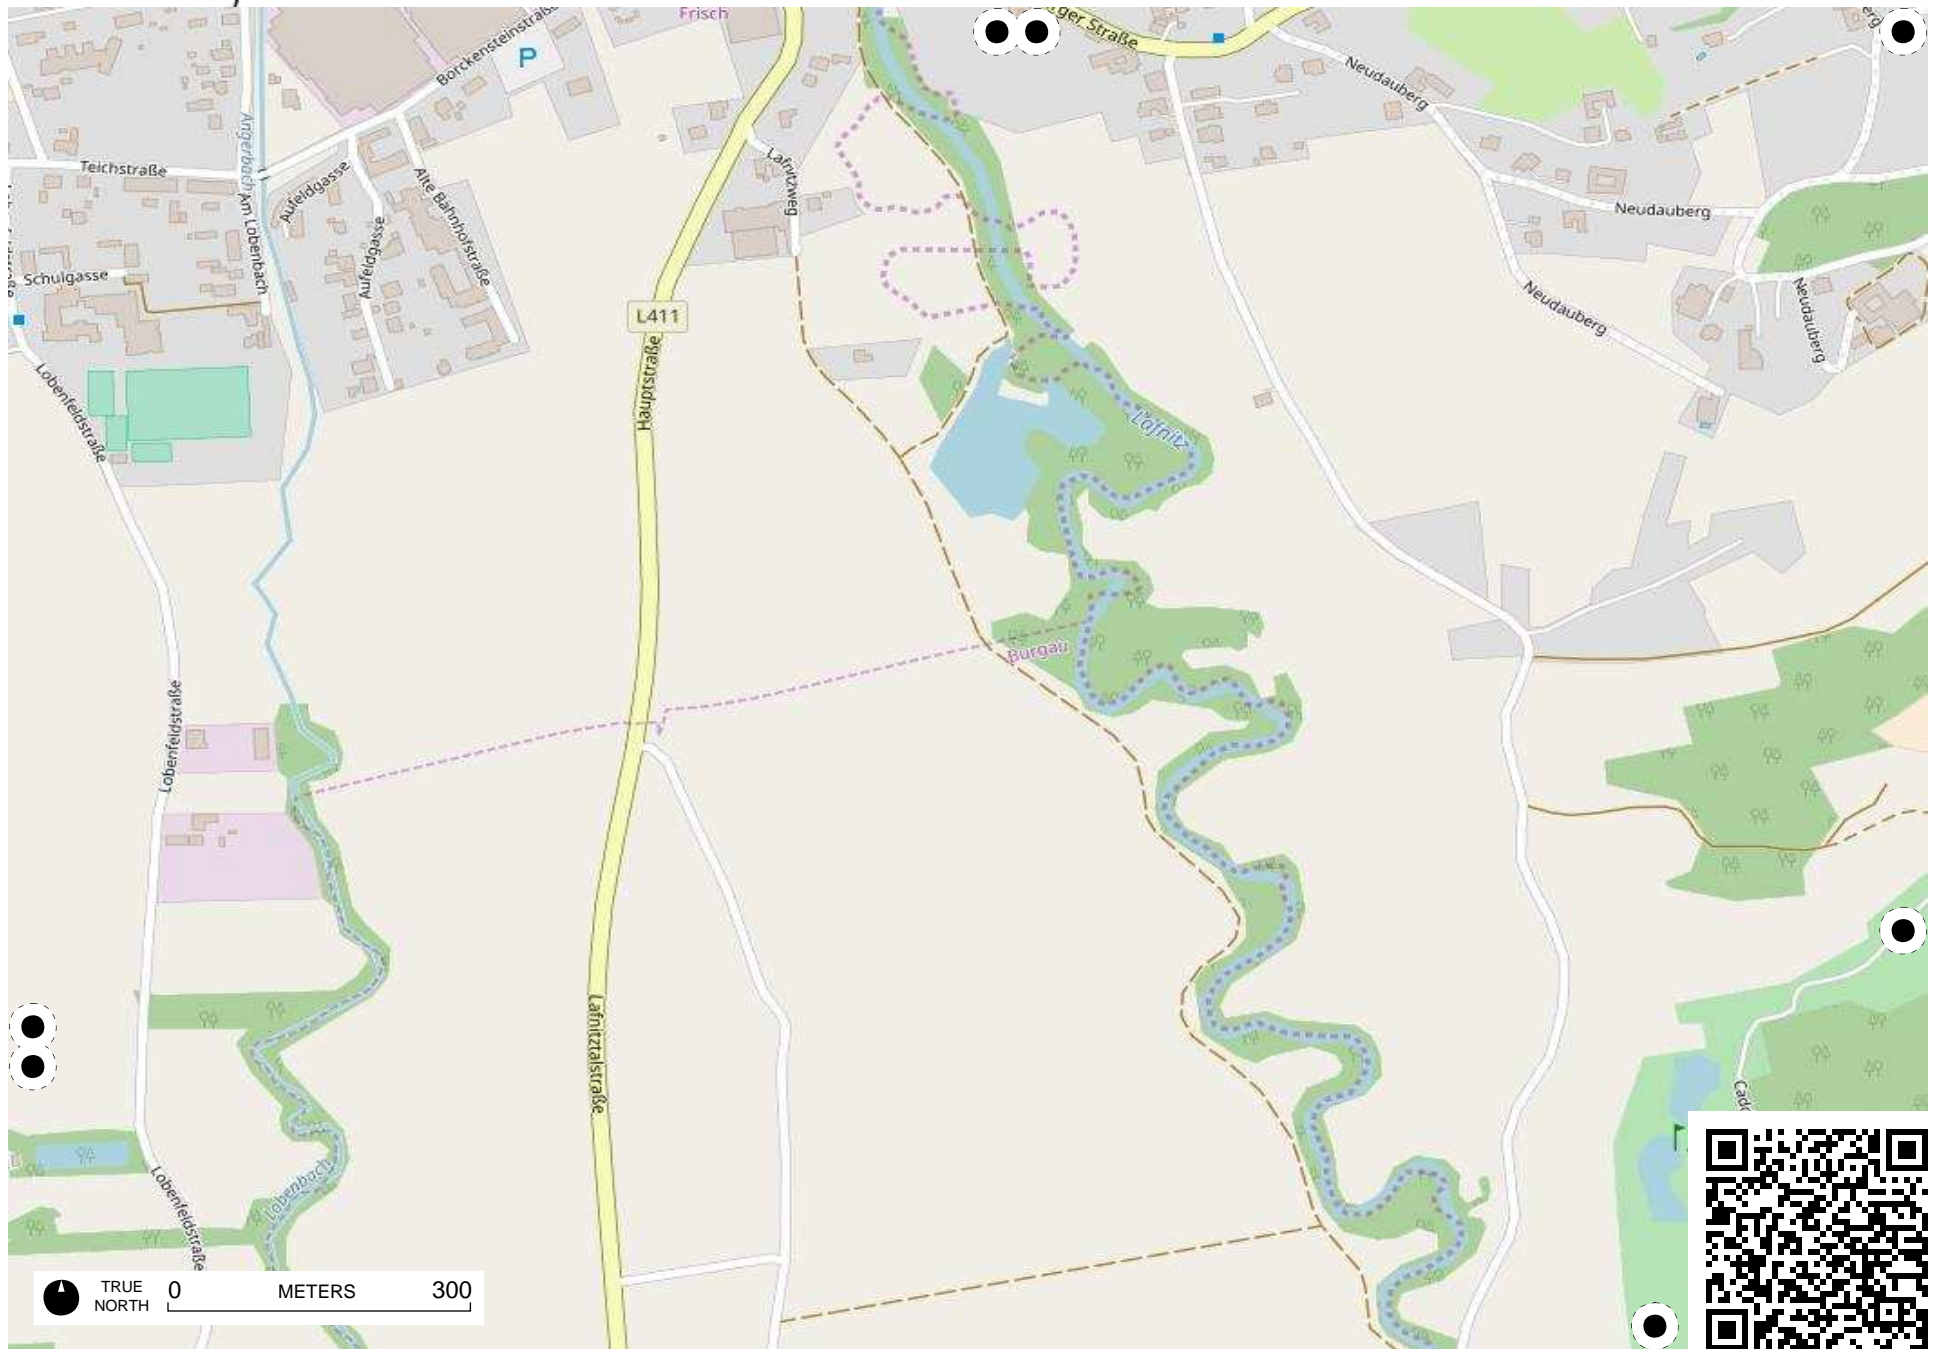 Frisch
Borckensteinstraße
P
rger Straße
Neudauberg
Angerbach
Teichstraße
Aufeldgasse
Alte Bahnhofstraße
Lafnitzweg
Am Lobenbach
Aufeldgasse
Neudauberg
Schulgasse
Neudauberg
Neudauberg
L411
Hauptstraße
Lobenfeldstraße
Lafnitz
Burgau
Lobenfeldstraße
Lafnitztalstraße
Lobenbach
Lobenfeldstraße
TRUE
NORTH
0 METERS 300